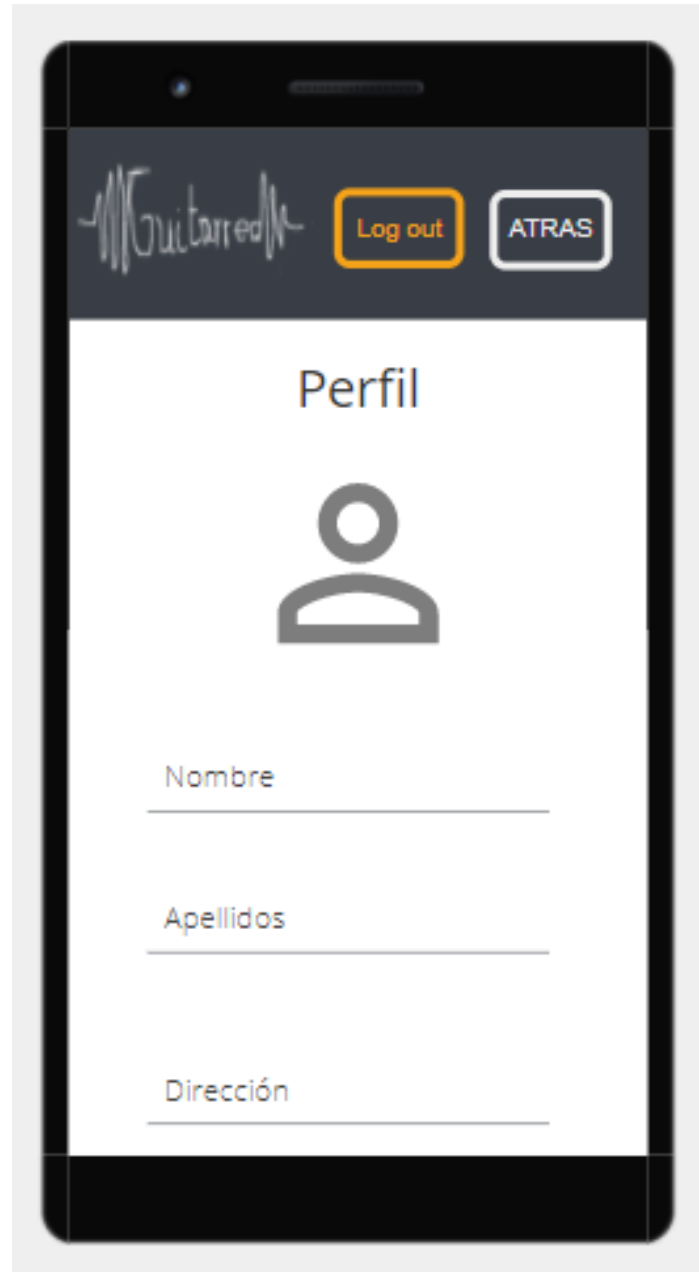 Guitarred
Log out
ATRAS
Perfil
Nombre
Apellidos
Dirección